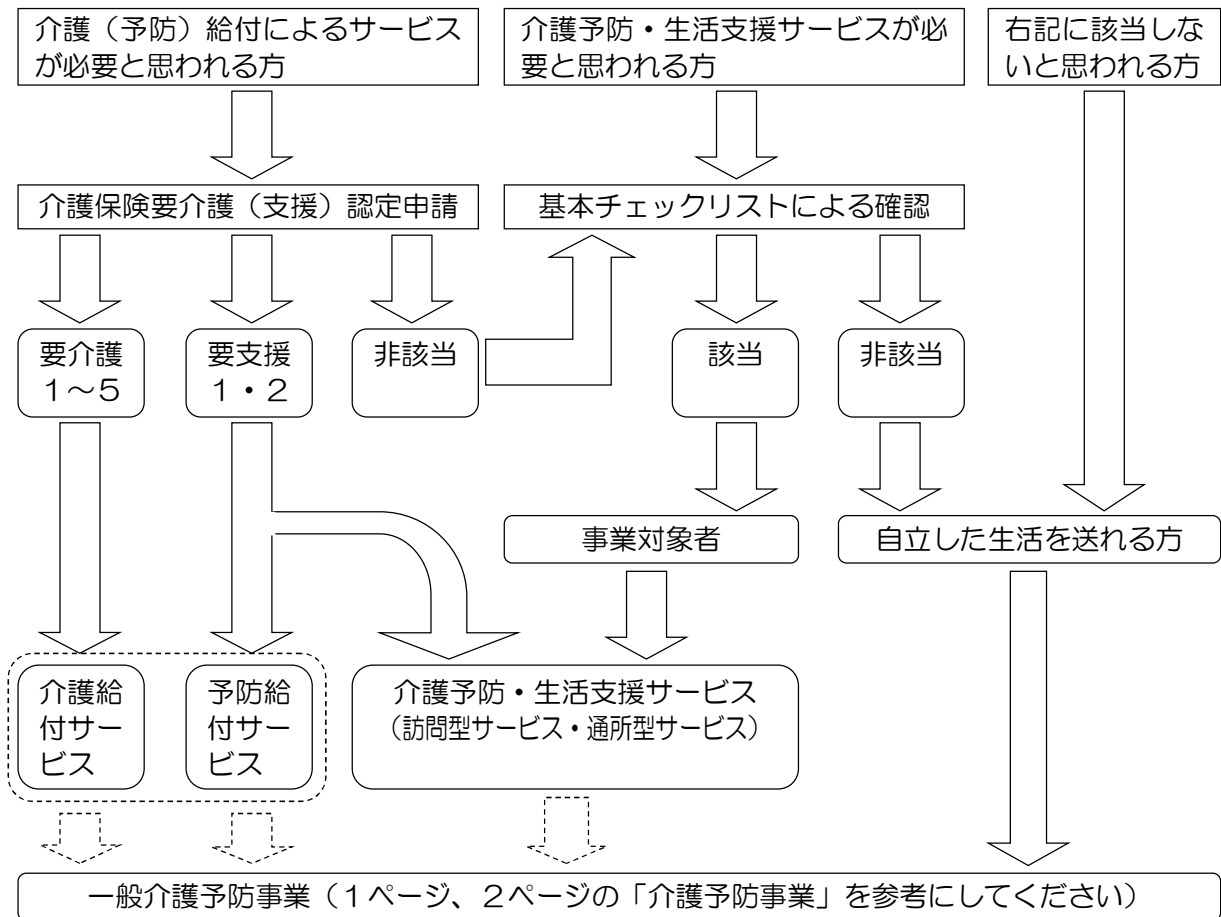 介護（予防）給付によるサービス
が必要と思われる方
介護予防・生活支援サービスが必
要と思われる方
右記に該当しな
いと思われる方
介護保険要介護（支援）認定申請
基本チェックリストによる確認
要介護
１～５
要支援
１・２
非該当
該当
非該当
事業対象者
自立した生活を送れる方
介護給
付サー
ビス
予防給
付サー
ビス
介護予防・生活支援サービス
（訪問型サービス・通所型サービス）
一般介護予防事業（１ページ、２ページの「介護予防事業」を参考にしてください）